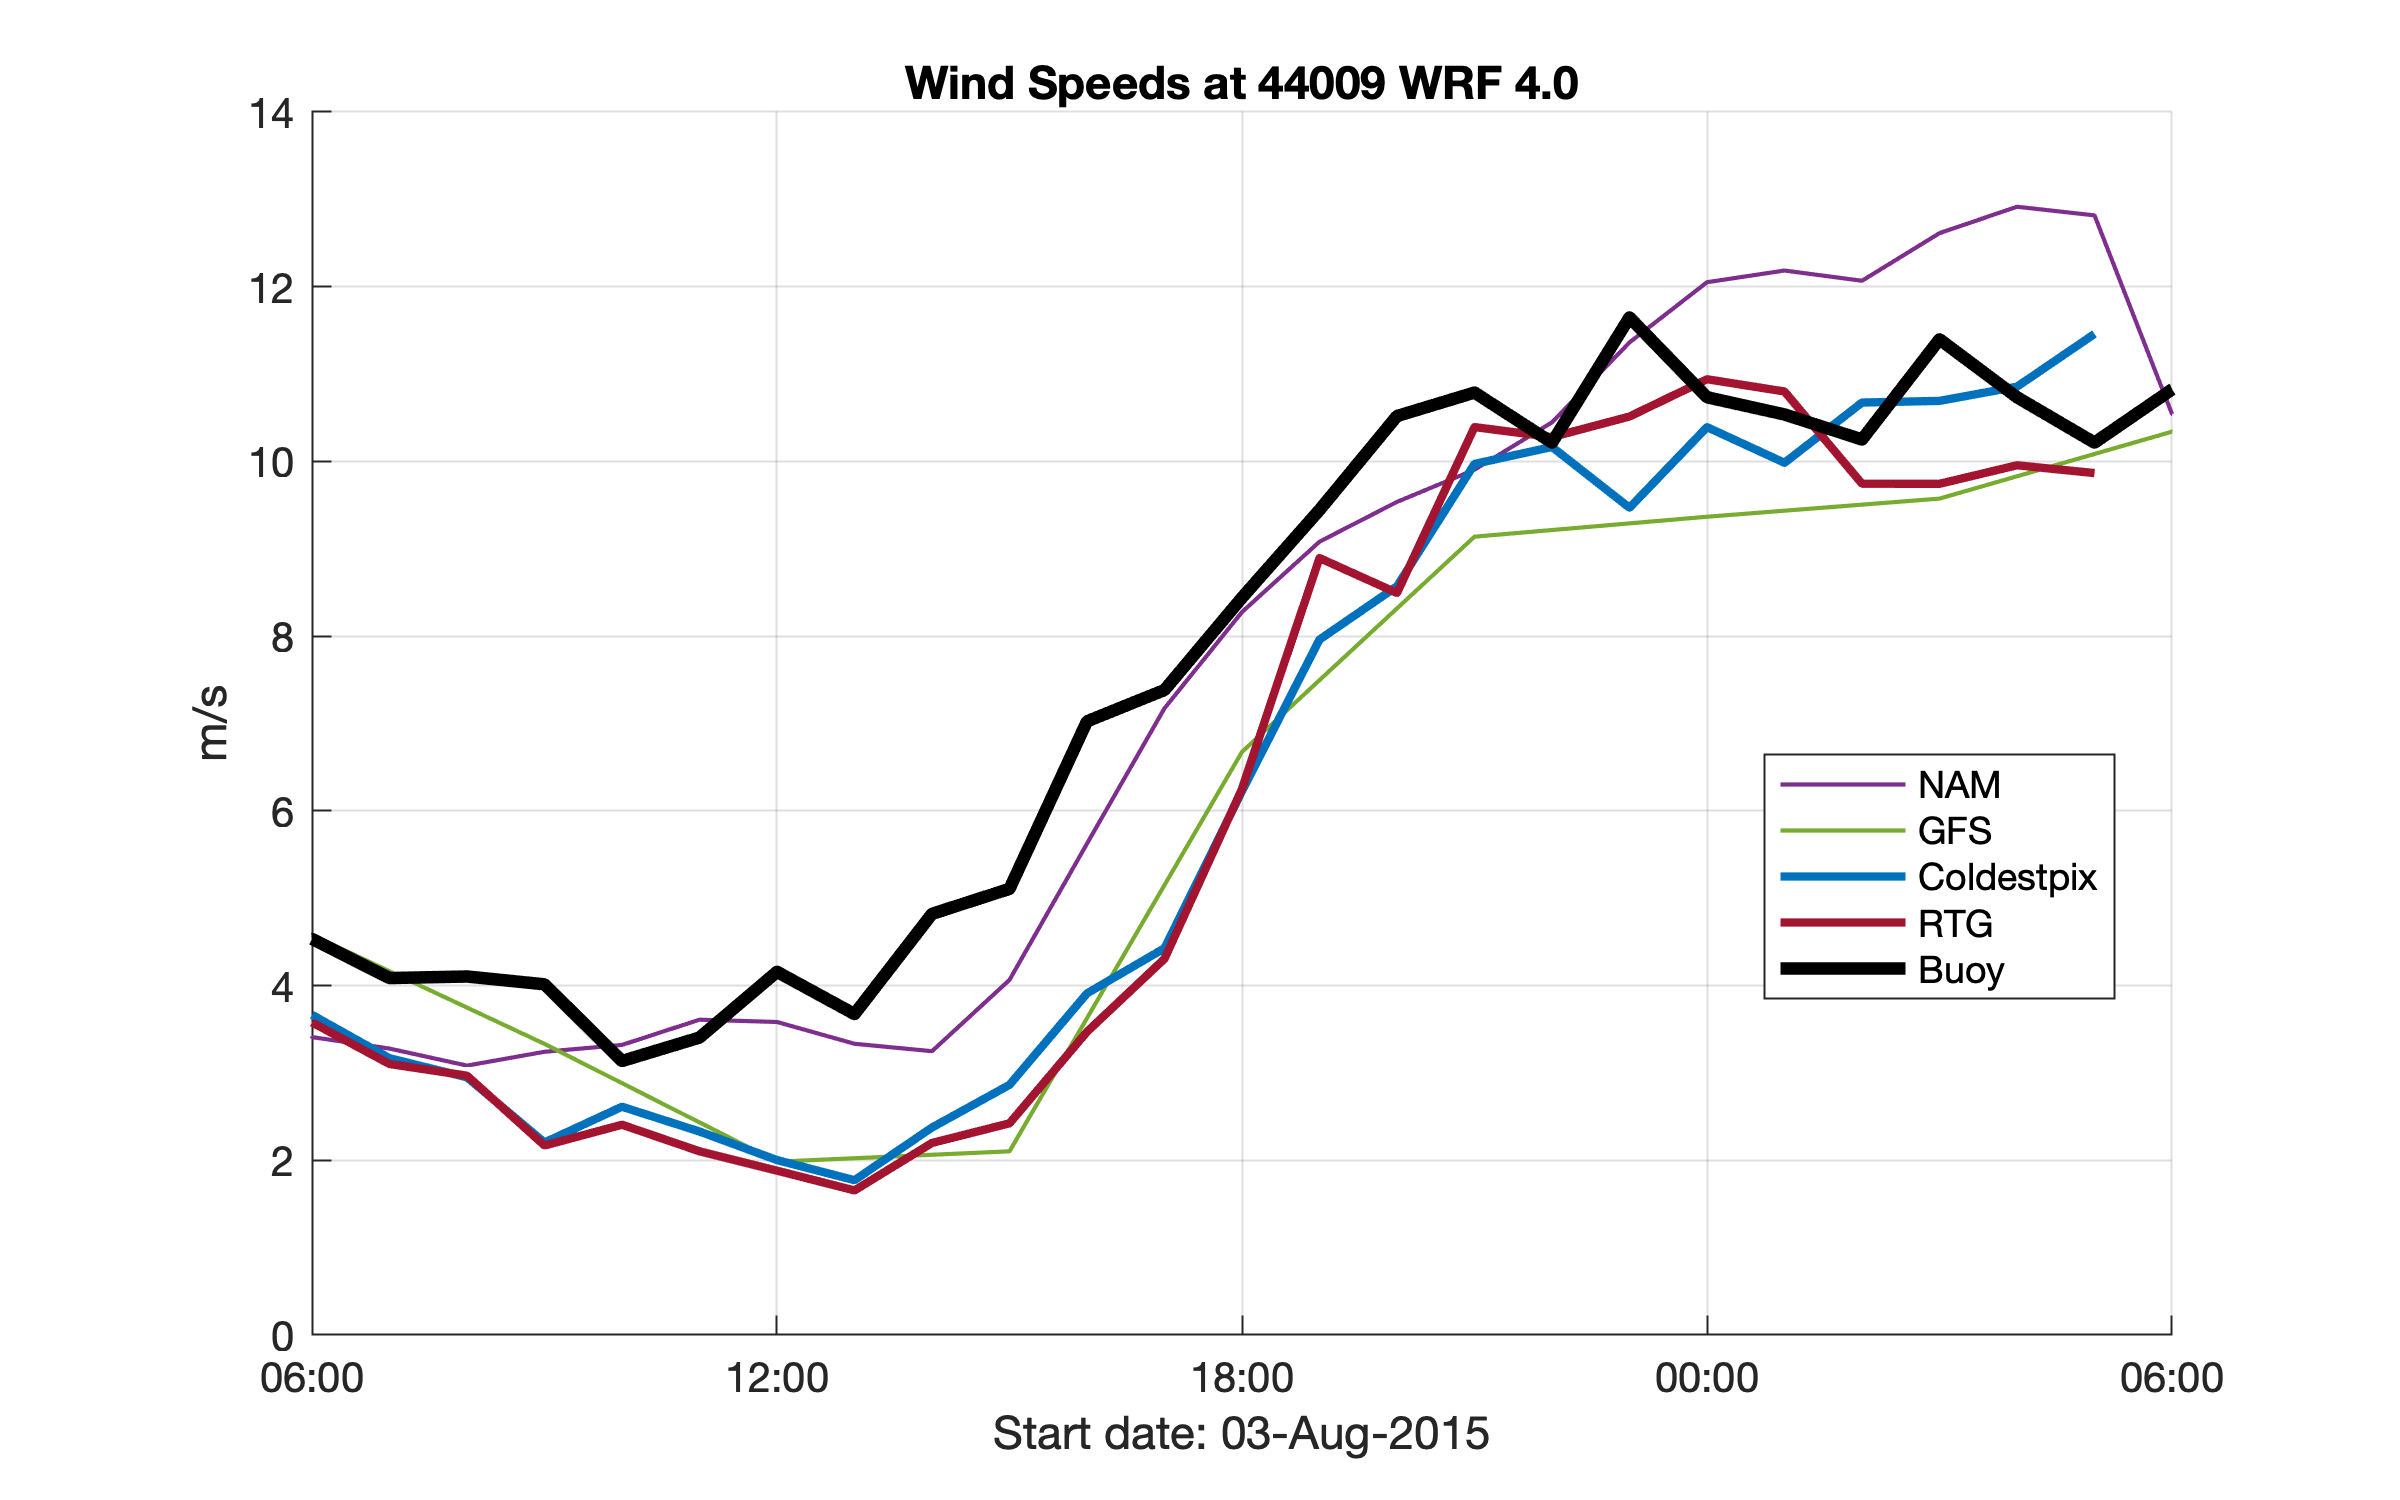 Wind Speeds at 44009 WRF 4.0
14
12
10
8
6
4
2
0
m/s
NAM
GFS
Coldestpix
RTG
Buoy
06:00 12:00 18:00 00:00 06:00
Start date: 03-Aug-2015